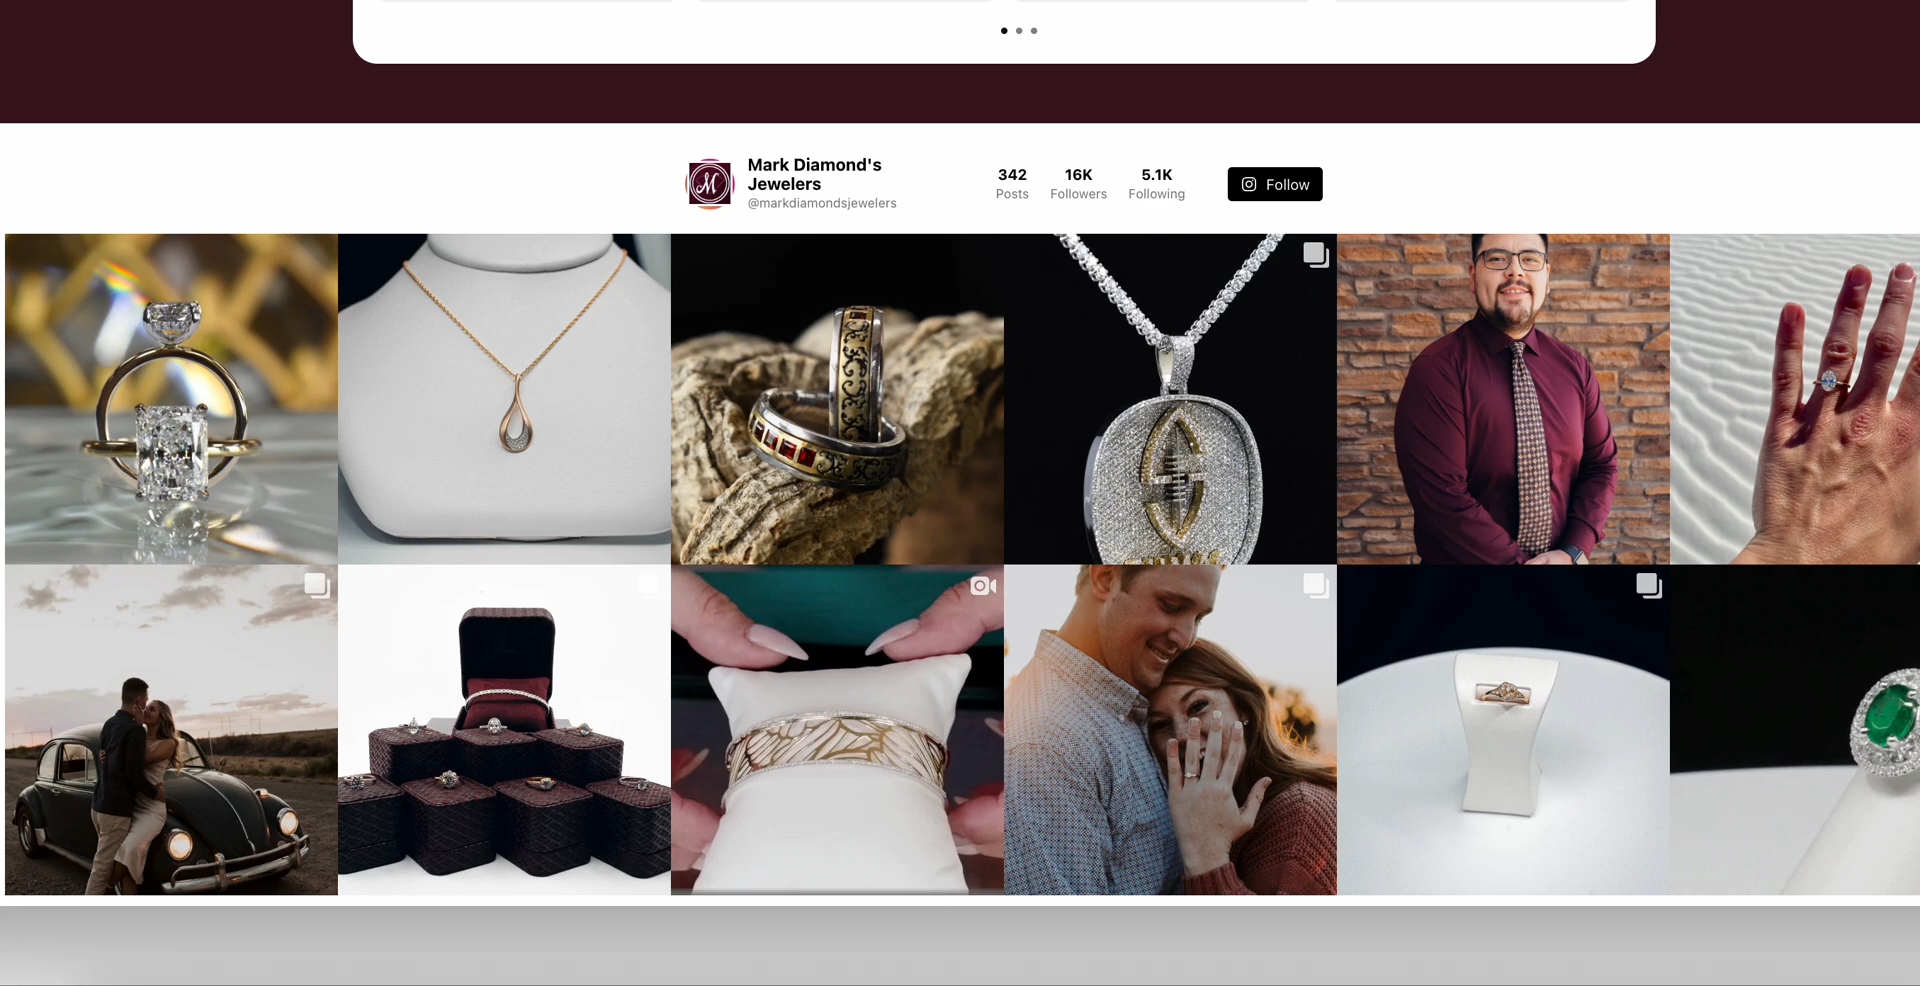 Mark Diamond's
Jewelers
@markdiamondsjewelers
342
Posts
16K
Followers
5.1K
Following
Follow